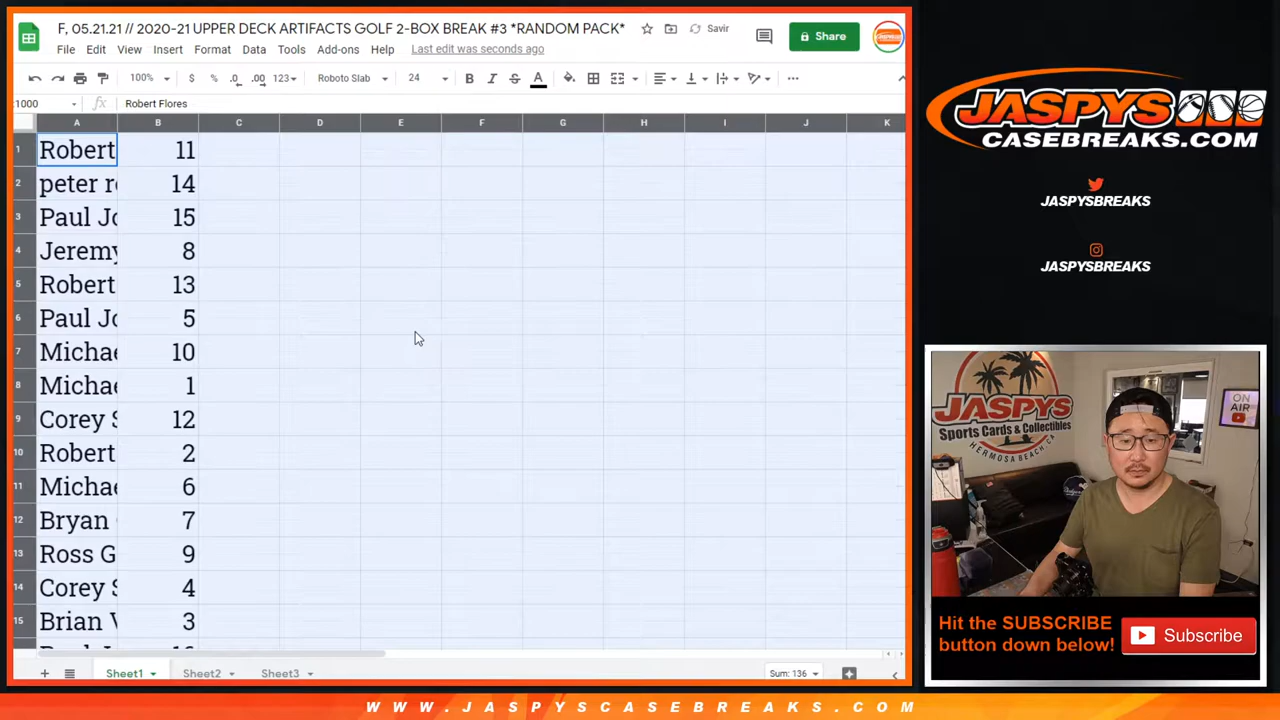 F, 05.21.21 // 2020-21 UPPER DECK ARTIFACTS GOLF 2-BOX BREAK #3 *RANDOM PACK*
Savir
Share
File Edit View Insert Format Data Tools Add-ons Help Last edit was seconds ago
100% $ % .0 .00 123 Roboto Slab 24 B I S A
1000 fx Robert Flores
A B C D E F G H I J K
1 Robert 11
2 peter r 14
3 Paul Jo 15
4 Jeremy 8
5 Robert 13
6 Paul Jo 5
7 Michae 10
8 Michae 1
9 Corey S 12
10 Robert 2
11 Michae 6
12 Bryan 7
13 Ross G 9
14 Corey S 4
15 Brian V 3
Sheet1 Sheet2 Sheet3 Sum: 136
JASPYS
CASEBREAKS.COM
JASPYSBREAKS
JASPYSBREAKS
JASPYS
Sports Cards & Collectibles
HERMOSA BEACH, CA
ON
AIR
Hit the SUBSCRIBE
button down below!
Subscribe
WWW.JASPYSCASEBREAKS.COM